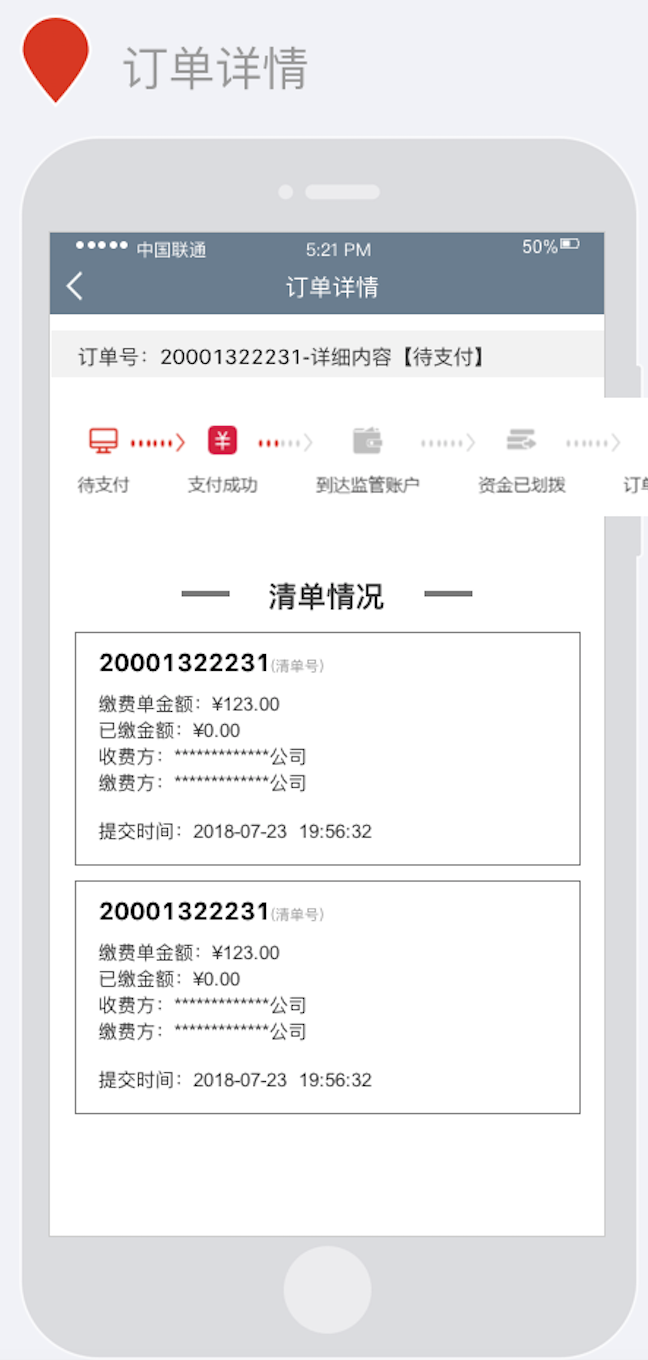 订单详情
中国联通 5:21 PM 50%
订单详情
订单号：20001322231-详细内容【待支付】
待支付 支付成功 到达监管账户 资金已划拨 订单
清单情况
20001322231(清单号)
缴费单金额：¥123.00
已缴金额：¥0.00
收费方：*************公司
缴费方：*************公司
提交时间：2018-07-23 19:56:32
20001322231(清单号)
缴费单金额：¥123.00
已缴金额：¥0.00
收费方：*************公司
缴费方：*************公司
提交时间：2018-07-23 19:56:32